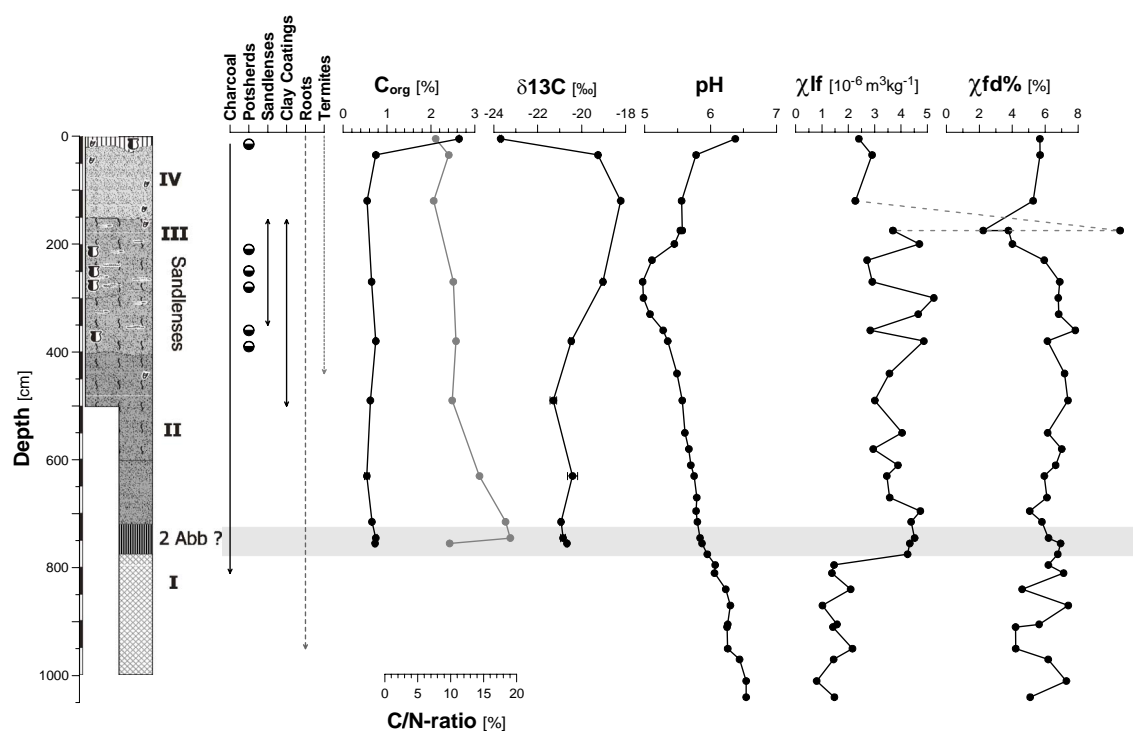 Charcoal
Potsherds
Sandlenses
Clay Coatings
Roots
Termites
Corg [%]
δ13C [‰]
pH
χlf [10-6 m3kg-1]
χfd% [%]
0 1 2 3
-24 -22 -20 -18
5 6 7
0 1 2 3 4 5
0 2 4 6 8
0
200
400
600
800
1000
Depth [cm]
IV
III
Sandlenses
II
2 Abb ?
I
0 5 10 15 20
C/N-ratio [%]